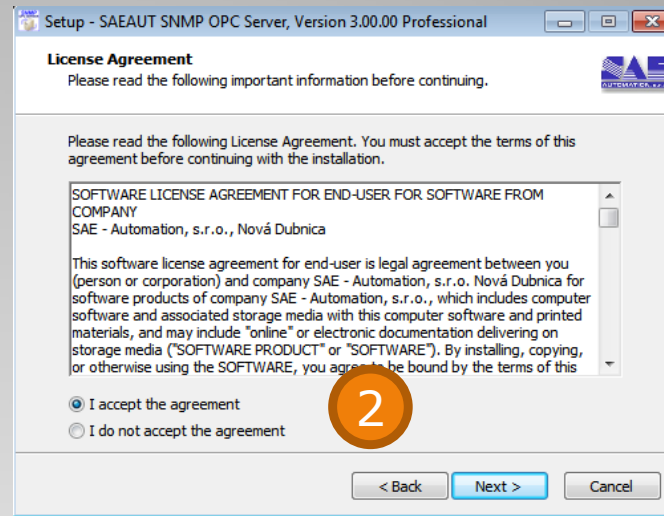 Setup - SAEAUT SNMP OPC Server, Version 3.00.00 Professional
License Agreement
Please read the following important information before continuing.
SAE
AUTOMATION, s.r.o.
Please read the following License Agreement. You must accept the terms of this
agreement before continuing with the installation.
SOFTWARE LICENSE AGREEMENT FOR END-USER FOR SOFTWARE FROM
COMPANY
SAE - Automation, s.r.o., Nová Dubnica
This software license agreement for end-user is legal agreement between you
(person or corporation) and company SAE - Automation, s.r.o. Nová Dubnica for
software products of company SAE - Automation, s.r.o., which includes computer
software and associated storage media with this computer software and printed
materials, and may include "online" or electronic documentation delivering on
storage media ("SOFTWARE PRODUCT" or "SOFTWARE"). By installing, copying,
or otherwise using the SOFTWARE, you agree to be bound by the terms of this
I accept the agreement
2
I do not accept the agreement
< Back
Next >
Cancel